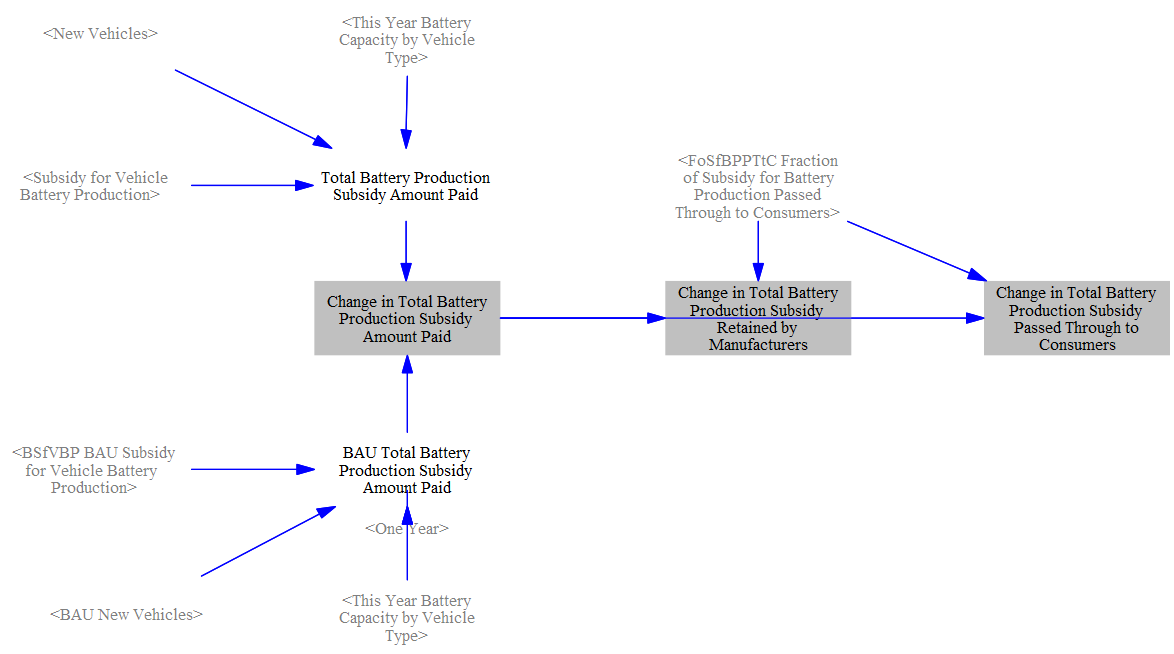 <New Vehicles>
<This Year Battery
Capacity by Vehicle
Type>
<Subsidy for Vehicle
Battery Production>
Total Battery Production
Subsidy Amount Paid
<FoSfBPPTtC Fraction
of Subsidy for Battery
Production Passed
Through to Consumers>
Change in Total Battery
Production Subsidy
Amount Paid
Change in Total Battery
Production Subsidy
Retained by
Manufacturers
Change in Total Battery
Production Subsidy
Passed Through to
Consumers
<BSfVBP BAU Subsidy
for Vehicle Battery
Production>
BAU Total Battery
Production Subsidy
Amount Paid
<One Year>
<BAU New Vehicles>
<This Year Battery
Capacity by Vehicle
Type>